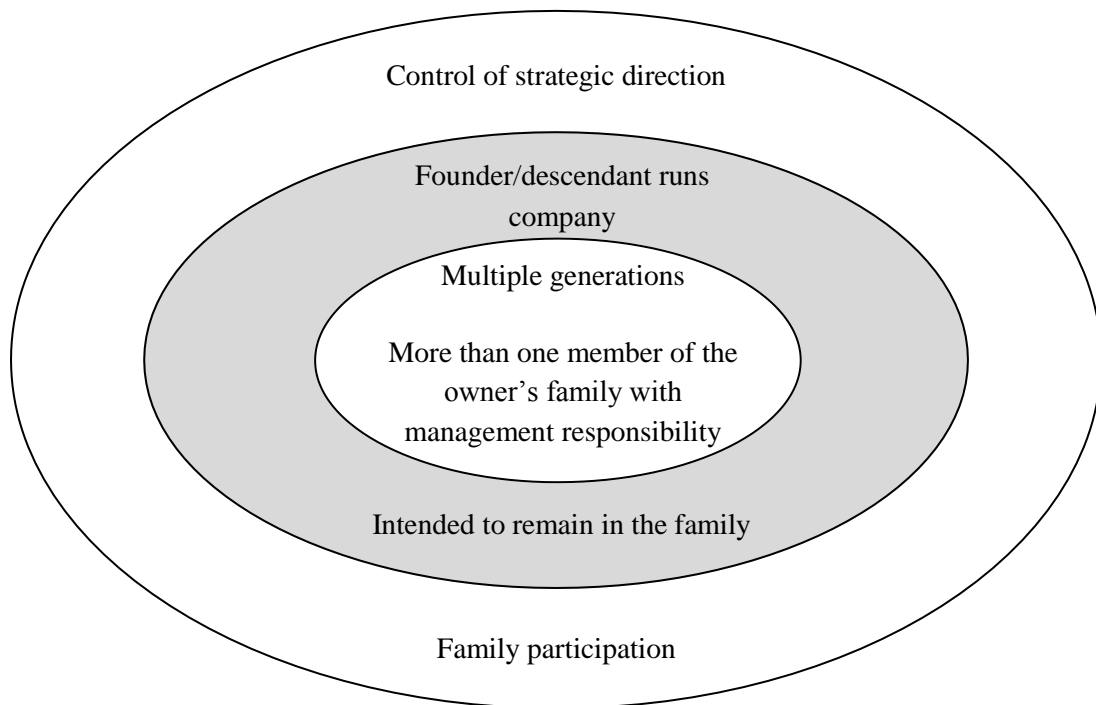 Control of strategic direction
Founder/descendant runs
company
Multiple generations
More than one member of the
owner’s family with
management responsibility
Intended to remain in the family
Family participation